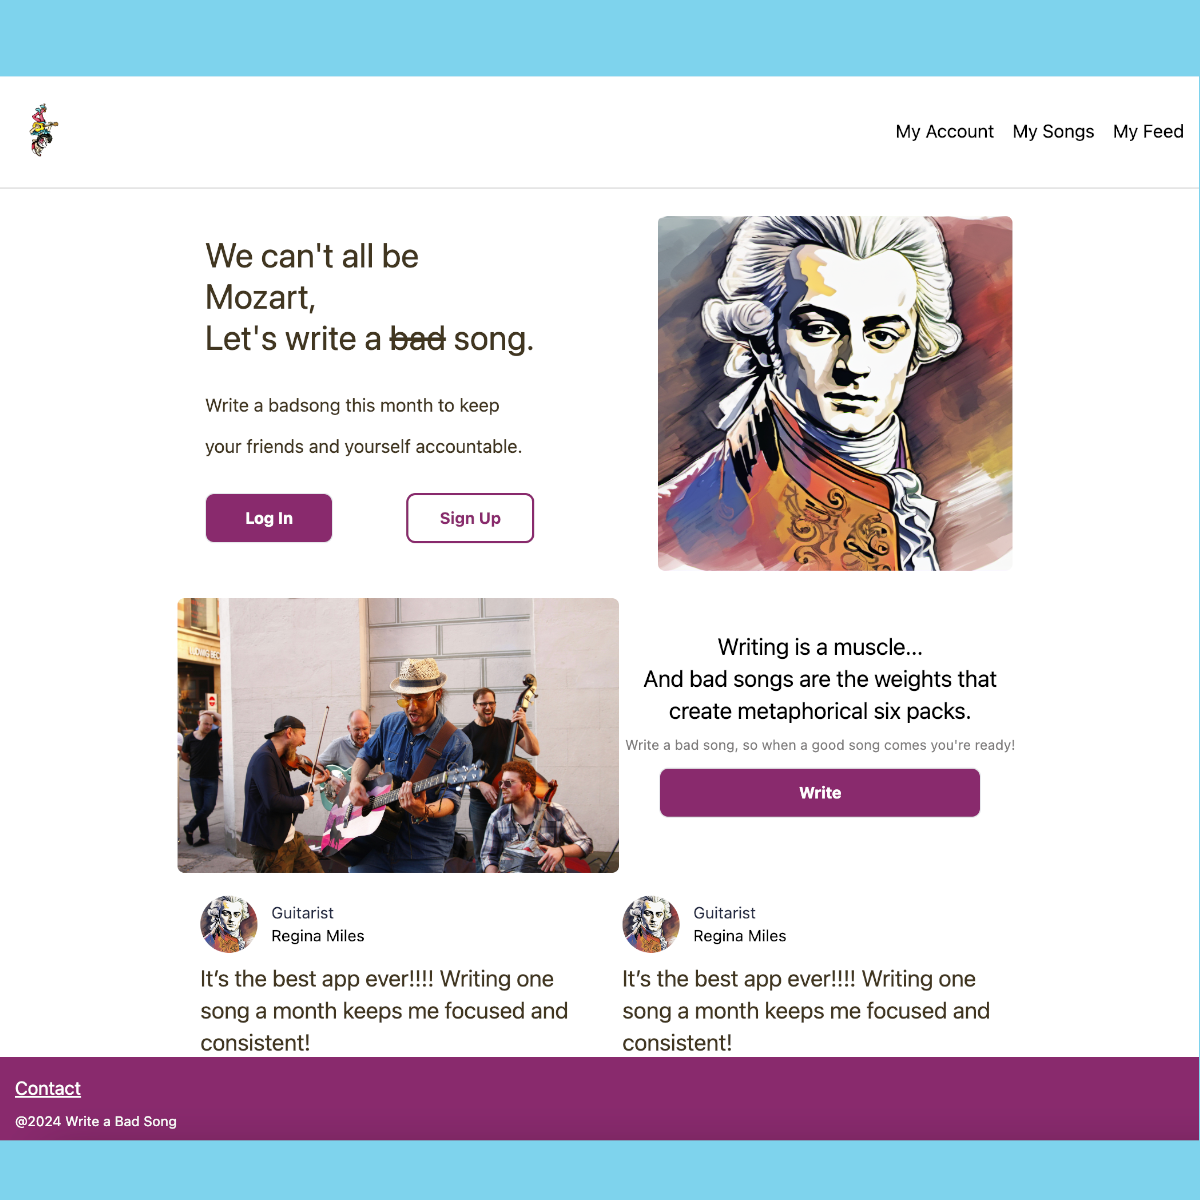 My Account My Songs My Feed
We can't all be
Mozart,
Let's write a bad song.
Write a badsong this month to keep
your friends and yourself accountable.
Log In
Sign Up
Writing is a muscle...
And bad songs are the weights that
create metaphorical six packs.
Write a bad song, so when a good song comes you're ready!
Write
Guitarist
Regina Miles
It’s the best app ever!!!! Writing one
song a month keeps me focused and
consistent!
Guitarist
Regina Miles
It’s the best app ever!!!! Writing one
song a month keeps me focused and
consistent!
Contact
@2024 Write a Bad Song